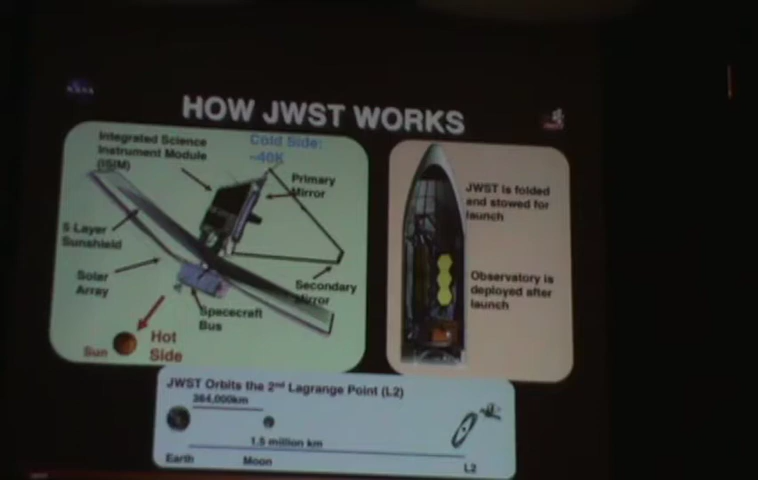 NASA
HOW JWST WORKS
Integrated Science
Instrument Module
(ISIM)
Cold Side:
~40K
Primary
Mirror
5 Layer
Sunshield
Solar
Array
Secondary
Mirror
Spacecraft
Bus
Hot
Side
Sun
JWST is folded
and stowed for
launch
Observatory is
deployed after
launch
JWST Orbits the 2nd Lagrange Point (L2)
384,000km
1.5 million km
Earth
Moon
L2